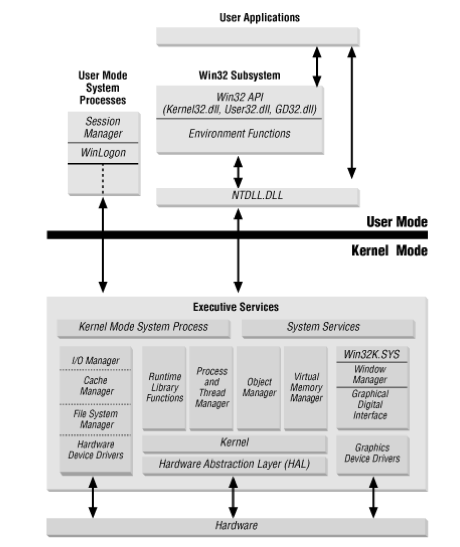 User Applications
User Mode
System
Processes
Win32 Subsystem
Session
Manager
WinLogon
Win32 API
(Kernel32.dll, User32.dll, GD32.dll)
Environment Functions
NTDLL.DLL
User Mode
Kernel Mode
Executive Services
Kernel Mode System Process
System Services
I/O Manager
Cache
Manager
File System
Manager
Hardware
Device Drivers
Runtime
Library
Functions
Process
and
Thread
Manager
Object
Manager
Virtual
Memory
Manager
Win32K.SYS
Window
Manager
Graphical
Digital
Interface
Kernel
Hardware Abstraction Layer (HAL)
Graphics
Device Drivers
Hardware